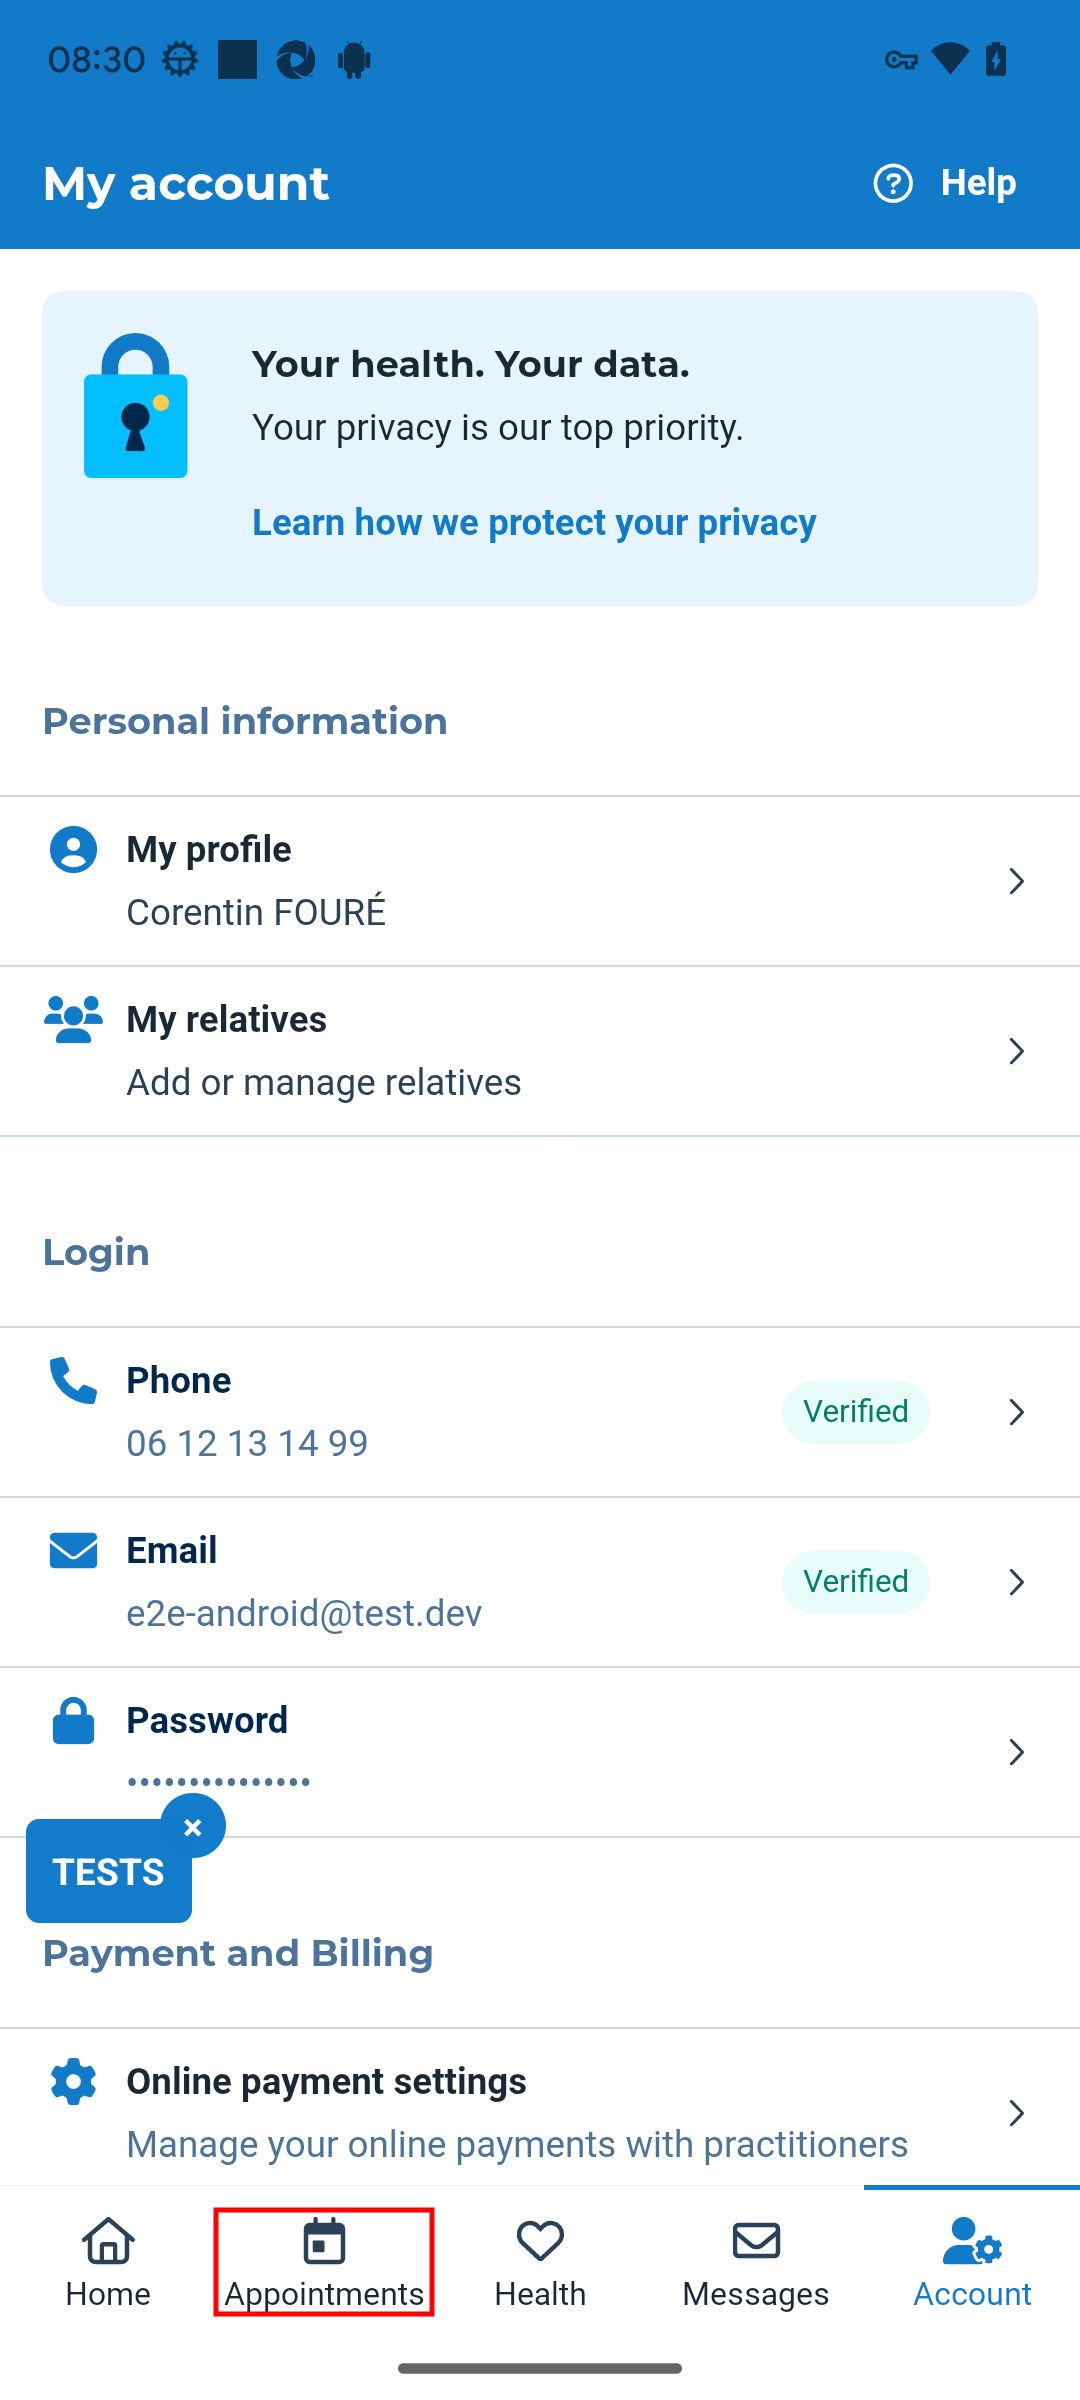 08:30
My account
Help
Your health. Your data.
Your privacy is our top priority.
Learn how we protect your privacy
Personal information
My profile
Corentin FOURÉ
My relatives
Add or manage relatives
Login
Phone
06 12 13 14 99
Verified
Email
e2e-android@test.dev
Verified
Password
•••••••••••••••
TESTS
Payment and Billing
Online payment settings
Manage your online payments with practitioners
Home
Appointments
Health
Messages
Account